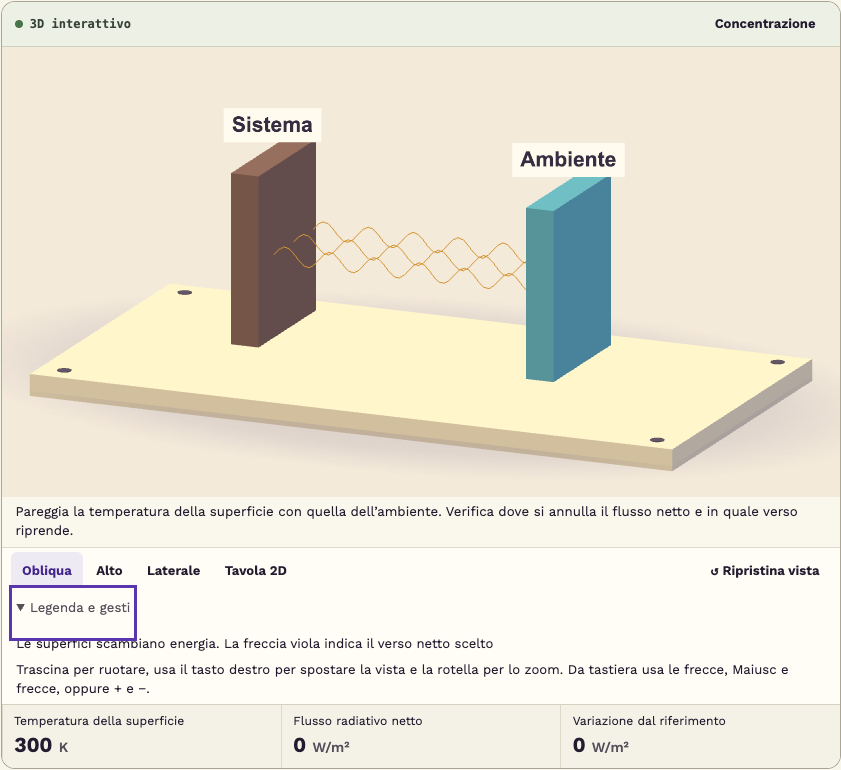 3D interattivo
Concentrazione
Sistema
Ambiente
Pareggia la temperatura della superficie con quella dell’ambiente. Verifica dove si annulla il flusso netto e in quale verso
riprende.
Obliqua Alto Laterale Tavola 2D ↺ Ripristina vista
▼ Legenda e gesti
Le superfici scambiano energia. La freccia viola indica il verso netto scelto
Trascina per ruotare, usa il tasto destro per spostare la vista e la rotella per lo zoom. Da tastiera usa le frecce, Maiusc e
frecce, oppure + e −.
Temperatura della superficie
300 K
Flusso radiativo netto
0 W/m²
Variazione dal riferimento
0 W/m²